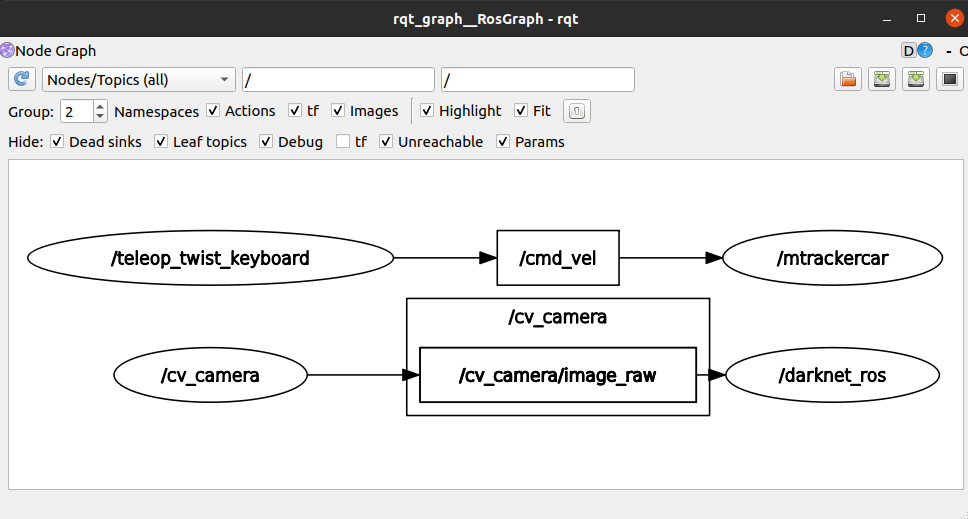 rqt_graph__RosGraph - rqt
Node Graph D ? - O
Nodes/Topics (all) / /
Group: 2 Namespaces Actions tf Images Highlight Fit
Hide: Dead sinks Leaf topics Debug tf Unreachable Params
/teleop_twist_keyboard /cmd_vel /mtrackercar
/cv_camera
/cv_camera /cv_camera/image_raw /darknet_ros